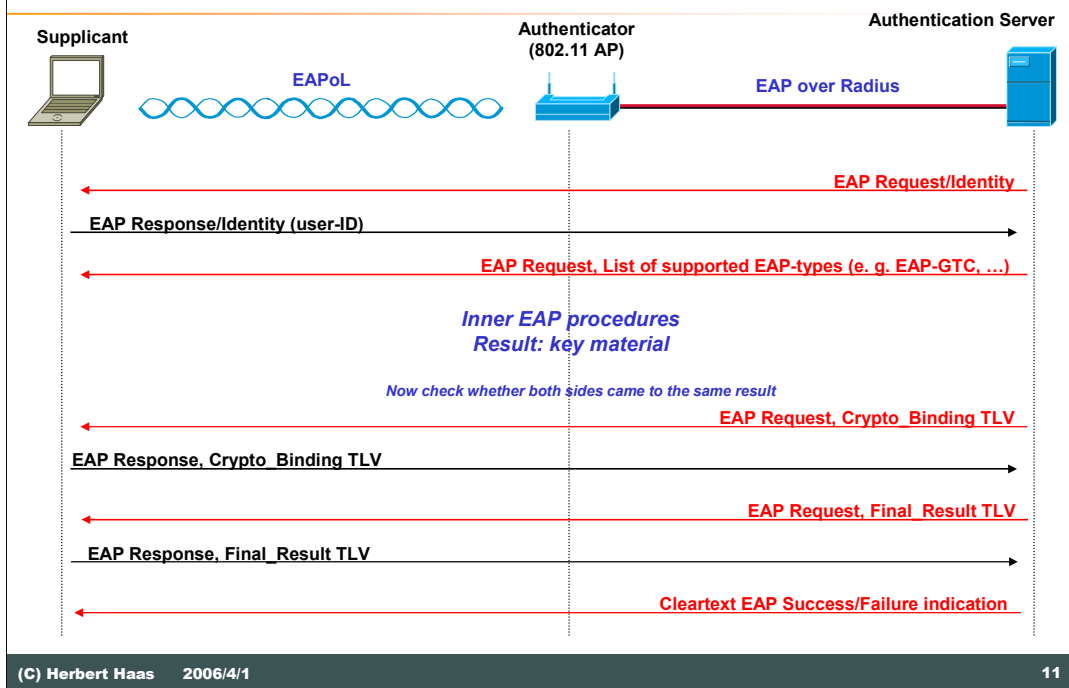 Supplicant
Authenticator
(802.11 AP)
Authentication Server
EAPoL
EAP over Radius
EAP Request/Identity
EAP Response/Identity (user-ID)
EAP Request, List of supported EAP-types (e. g. EAP-GTC, …)
Inner EAP procedures
Result: key material
Now check whether both sides came to the same result
EAP Request, Crypto_Binding TLV
EAP Response, Crypto_Binding TLV
EAP Request, Final_Result TLV
EAP Response, Final_Result TLV
Cleartext EAP Success/Failure indication
(C) Herbert Haas 2006/4/1
11